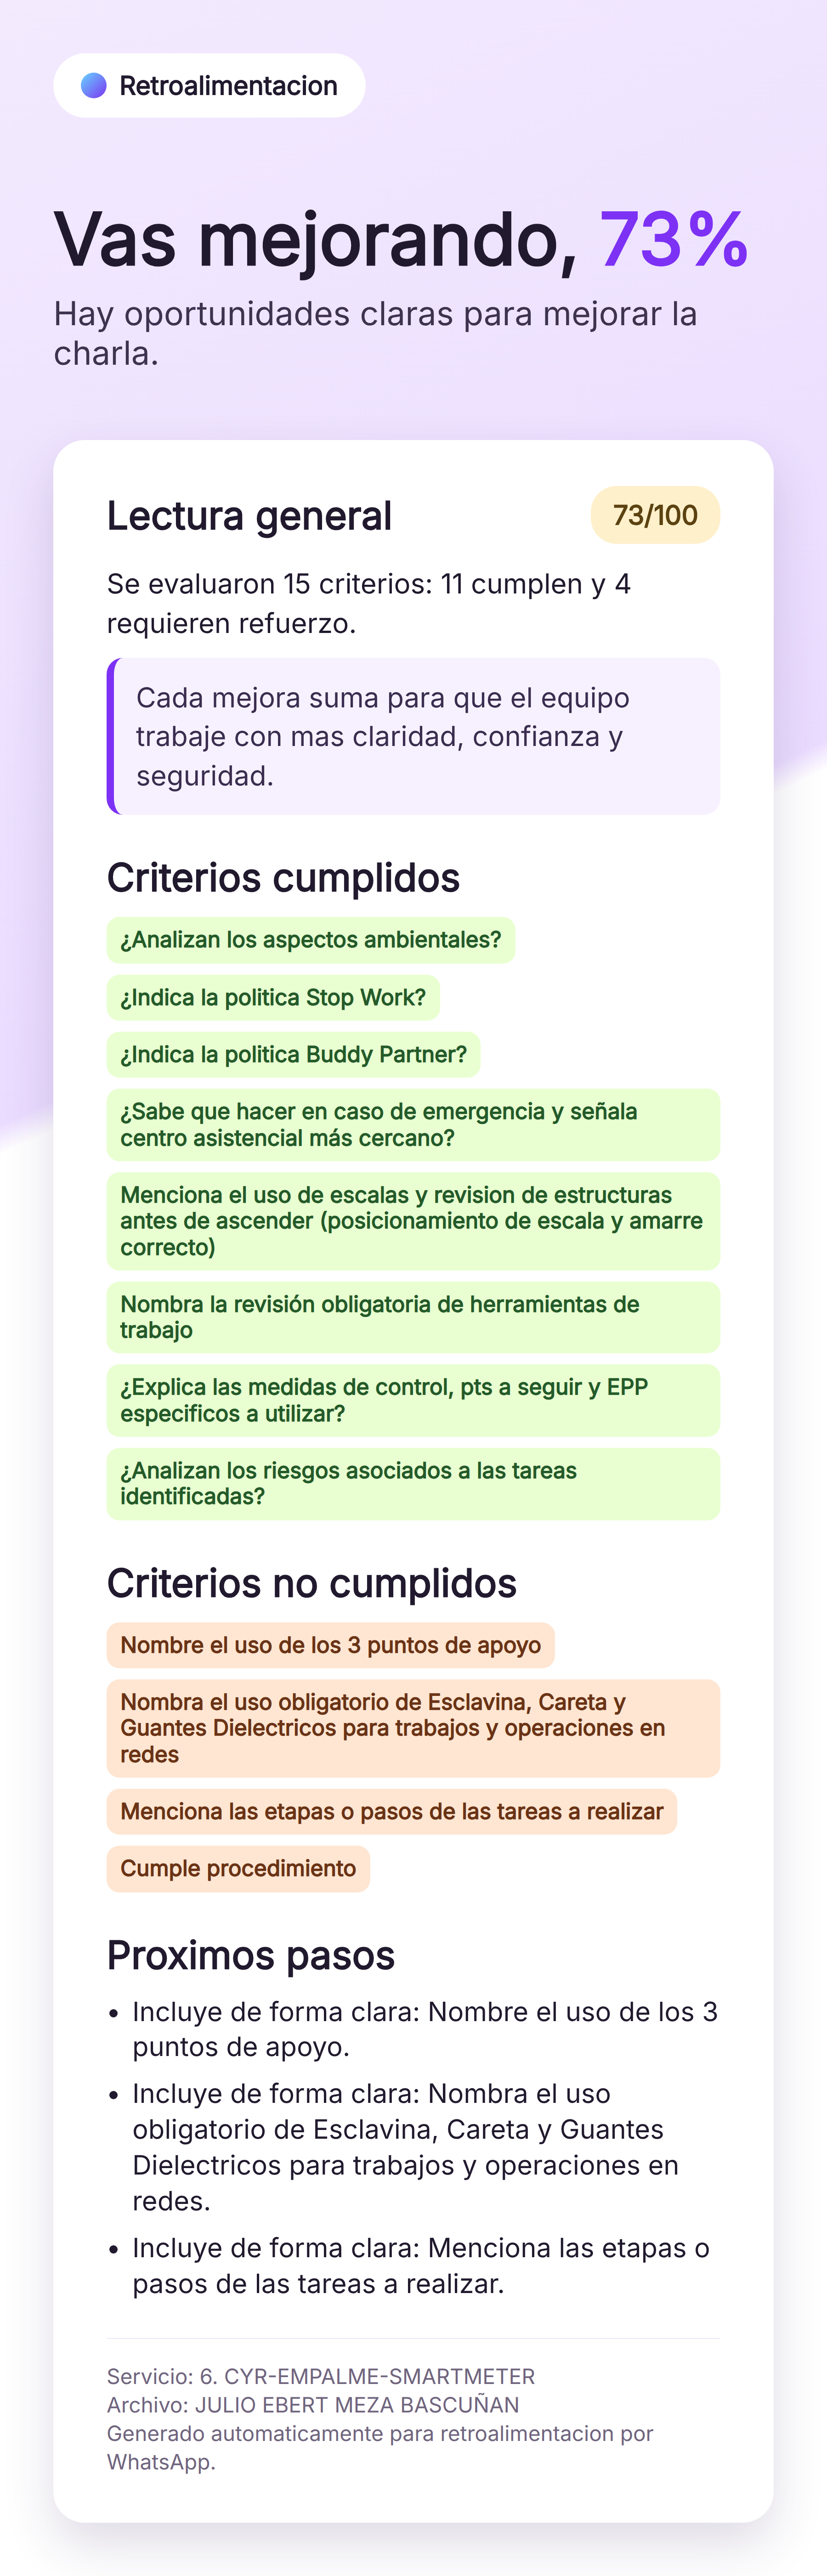 Retroalimentacion
Vas mejorando, 73%
Hay oportunidades claras para mejorar la
charla.
Lectura general
73/100
Se evaluaron 15 criterios: 11 cumplen y 4
requieren refuerzo.
Cada mejora suma para que el equipo
trabaje con mas claridad, confianza y
seguridad.
Criterios cumplidos
¿Analizan los aspectos ambientales?
¿Indica la politica Stop Work?
¿Indica la politica Buddy Partner?
¿Sabe que hacer en caso de emergencia y señala
centro asistencial más cercano?
Menciona el uso de escalas y revision de estructuras
antes de ascender (posicionamiento de escala y amarre
correcto)
Nombra la revisión obligatoria de herramientas de
trabajo
¿Explica las medidas de control, pts a seguir y EPP
especificos a utilizar?
¿Analizan los riesgos asociados a las tareas
identificadas?
Criterios no cumplidos
Nombre el uso de los 3 puntos de apoyo
Nombra el uso obligatorio de Esclavina, Careta y
Guantes Dielectricos para trabajos y operaciones en
redes
Menciona las etapas o pasos de las tareas a realizar
Cumple procedimiento
Proximos pasos
• Incluye de forma clara: Nombre el uso de los 3
puntos de apoyo.
• Incluye de forma clara: Nombra el uso
obligatorio de Esclavina, Careta y Guantes
Dielectricos para trabajos y operaciones en
redes.
• Incluye de forma clara: Menciona las etapas o
pasos de las tareas a realizar.
Servicio: 6. CYR-EMPALME-SMARTMETER
Archivo: JULIO EBERT MEZA BASCUÑAN
Generado automaticamente para retroalimentacion por
WhatsApp.